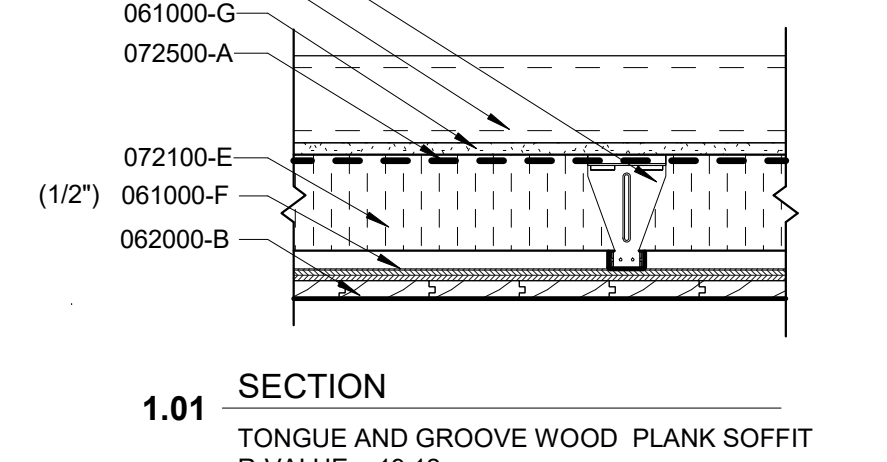 061000-G
072500-A
072100-E
(1/2") 061000-F
062000-B
1.01 SECTION
TONGUE AND GROOVE WOOD PLANK SOFFIT